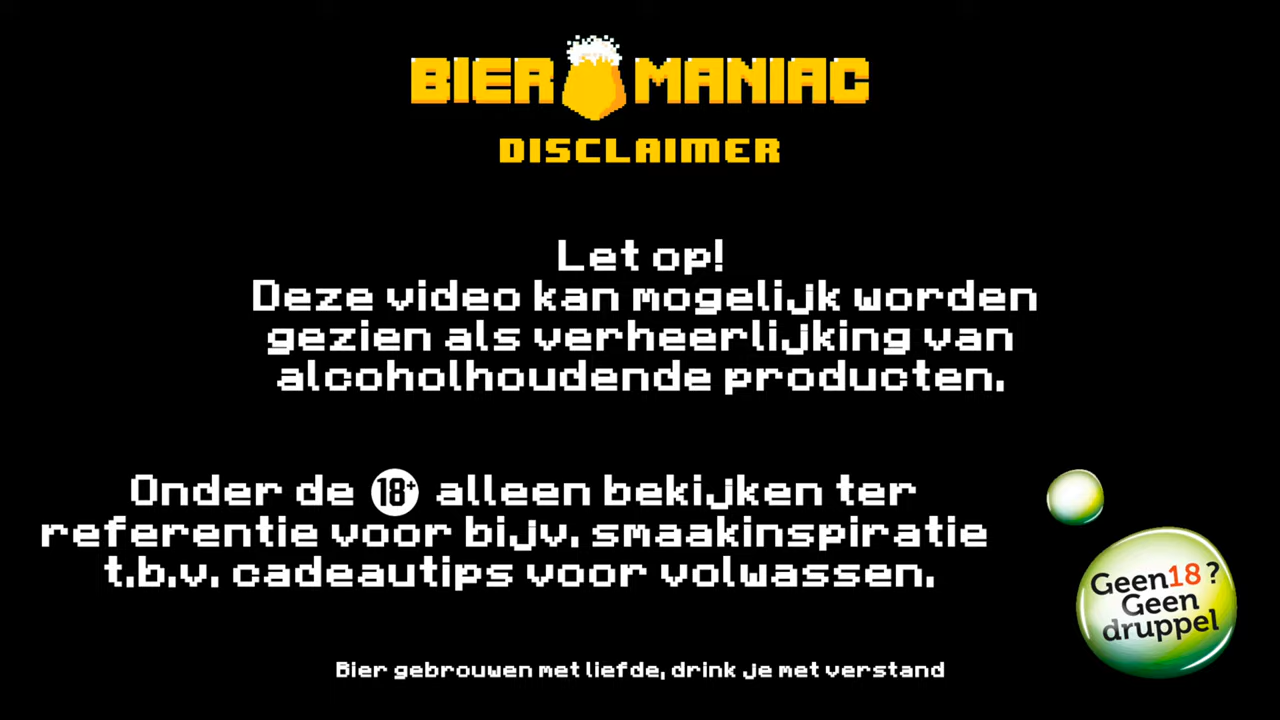 BIER MANIAC
DISCLAIMER
Let op!
Deze video kan mogelijk worden
gezien als verheerlijking van
alcoholhoudende producten.
Onder de 18+ alleen bekijken ter
referentie voor bijv. smaakinspiratie
t.b.v. cadeautips voor volwassen.
Geen18?
Geen
druppel
Bier gebrouwen met liefde, drink je met verstand